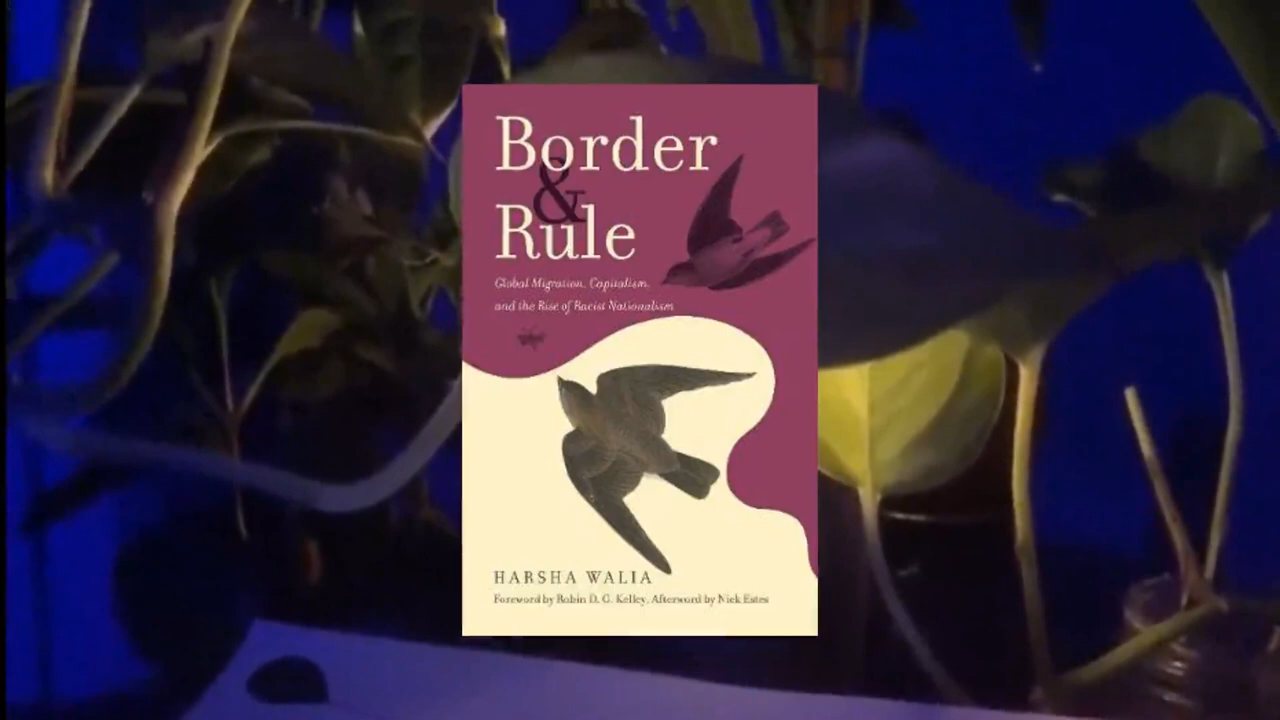 Border
&
Rule
Global Migration, Capitalism,
and the Rise of Racist Nationalism
HARSHA WALIA
Foreword by Robin D. G. Kelley, Afterword by Nick Estes